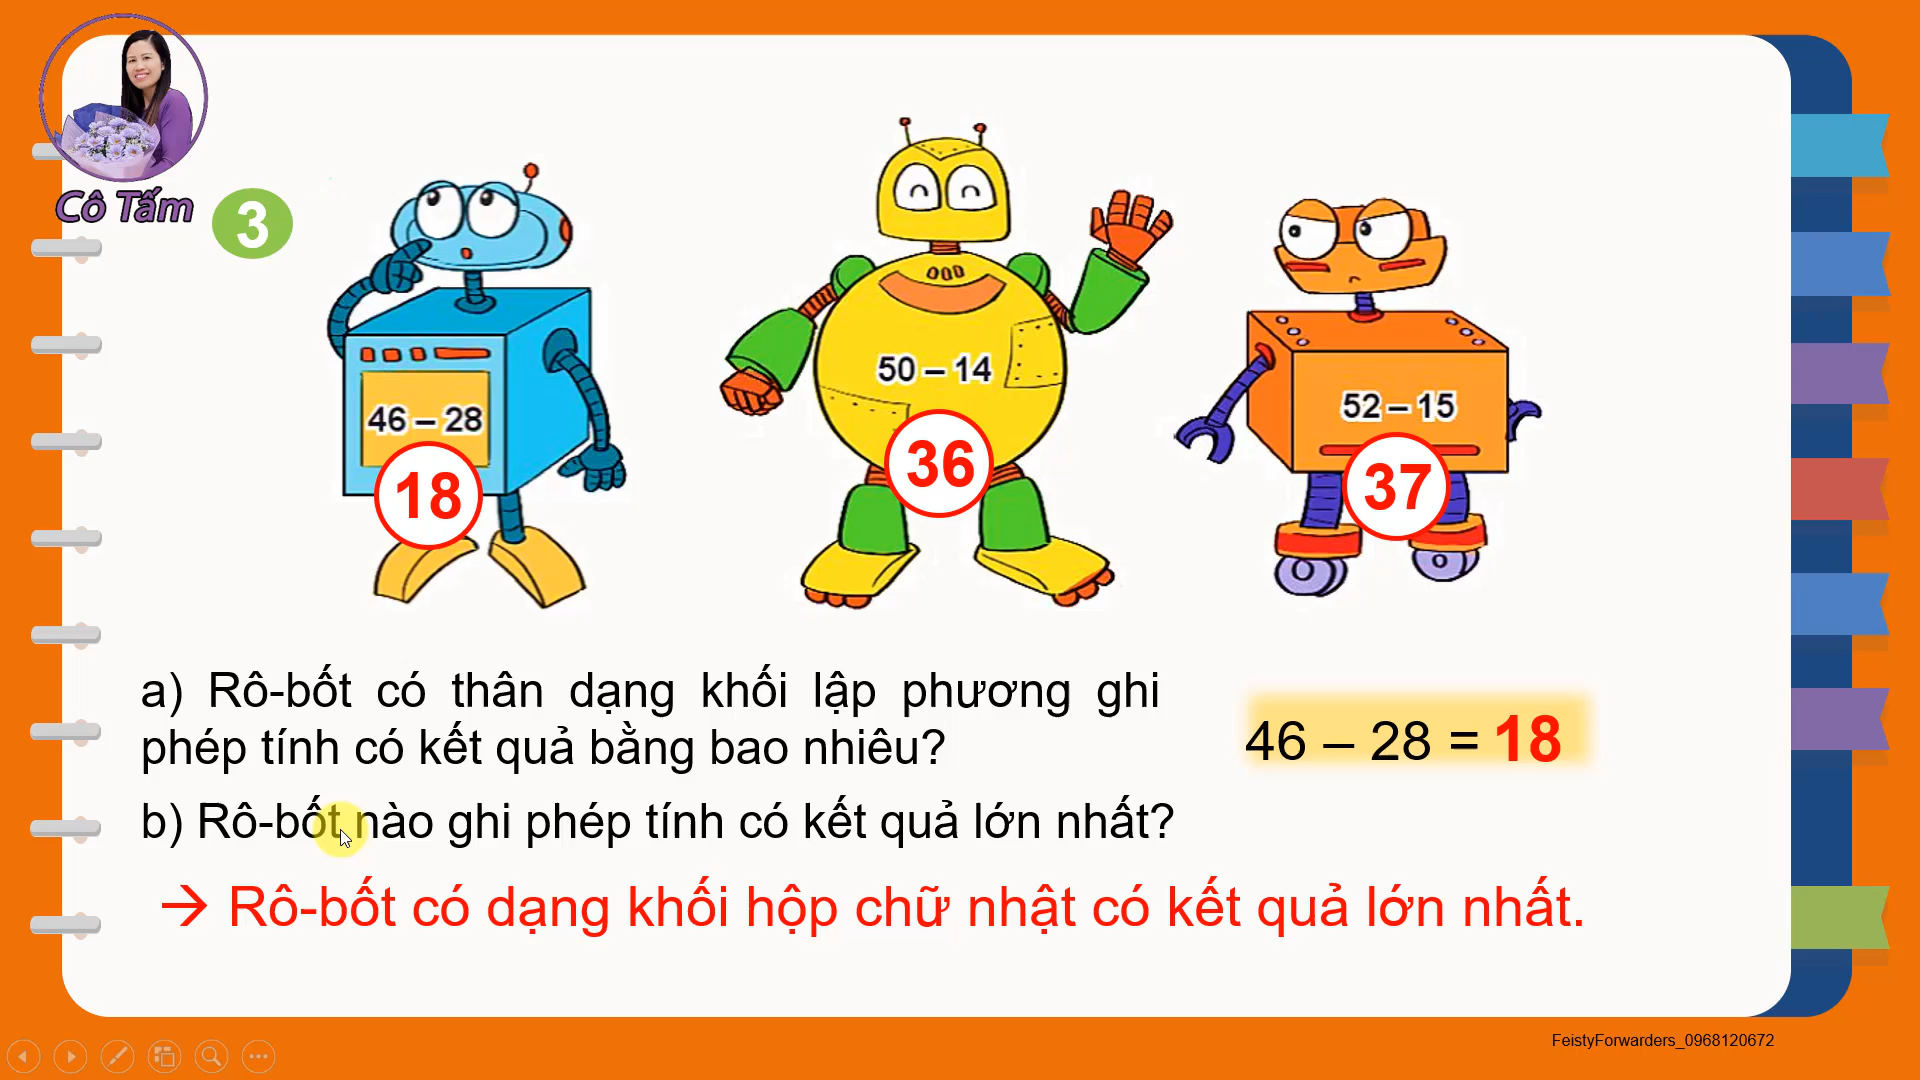 Cô Tấm
3
46 – 28
18
50 – 14
36
52 – 15
37
a) Rô-bốt có thân dạng khối lập phương ghi
phép tính có kết quả bằng bao nhiêu?
46 – 28 = 18
b) Rô-bốt nào ghi phép tính có kết quả lớn nhất?
→ Rô-bốt có dạng khối hộp chữ nhật có kết quả lớn nhất.
FeistyForwarders_0968120672